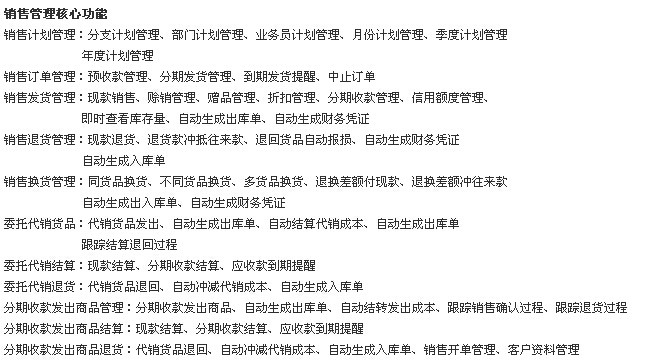 销售管理核心功能
销售计划管理：分支计划管理、部门计划管理、业务员计划管理、月份计划管理、季度计划管理
年度计划管理
销售订单管理：预收款管理、分期发货管理、到期发货提醒、中止订单
销售发货管理：现款销售、赊销管理、赠品管理、折扣管理、分期收款管理、信用额度管理、
即时查看库存量、自动生成出库单、自动生成财务凭证
销售退货管理：现款退货、退货款冲抵往来款、退回货品自动报损、自动生成财务凭证
自动生成入库单
销售换货管理：同货品换货、不同货品换货、多货品换货、退换差额付现款、退换差额冲往来款
自动生成出入库单、自动生成财务凭证
委托代销货品：代销货品发出、自动生成出库单、自动结算代销成本、自动生成出库单
跟踪结算退回过程
委托代销结算：现款结算、分期收款结算、应收款到期提醒
委托代销退货：代销货品退回、自动冲减代销成本、自动生成入库单
分期收款发出商品管理：分期收款发出商品、自动生成出库单、自动结转发出成本、跟踪销售确认过程、跟踪退货过程
分期收款发出商品结算：现款结算、分期收款结算、应收款到期提醒
分期收款发出商品退货：代销货品退回、自动冲减代销成本、自动生成入库单、销售开单管理、客户资料管理